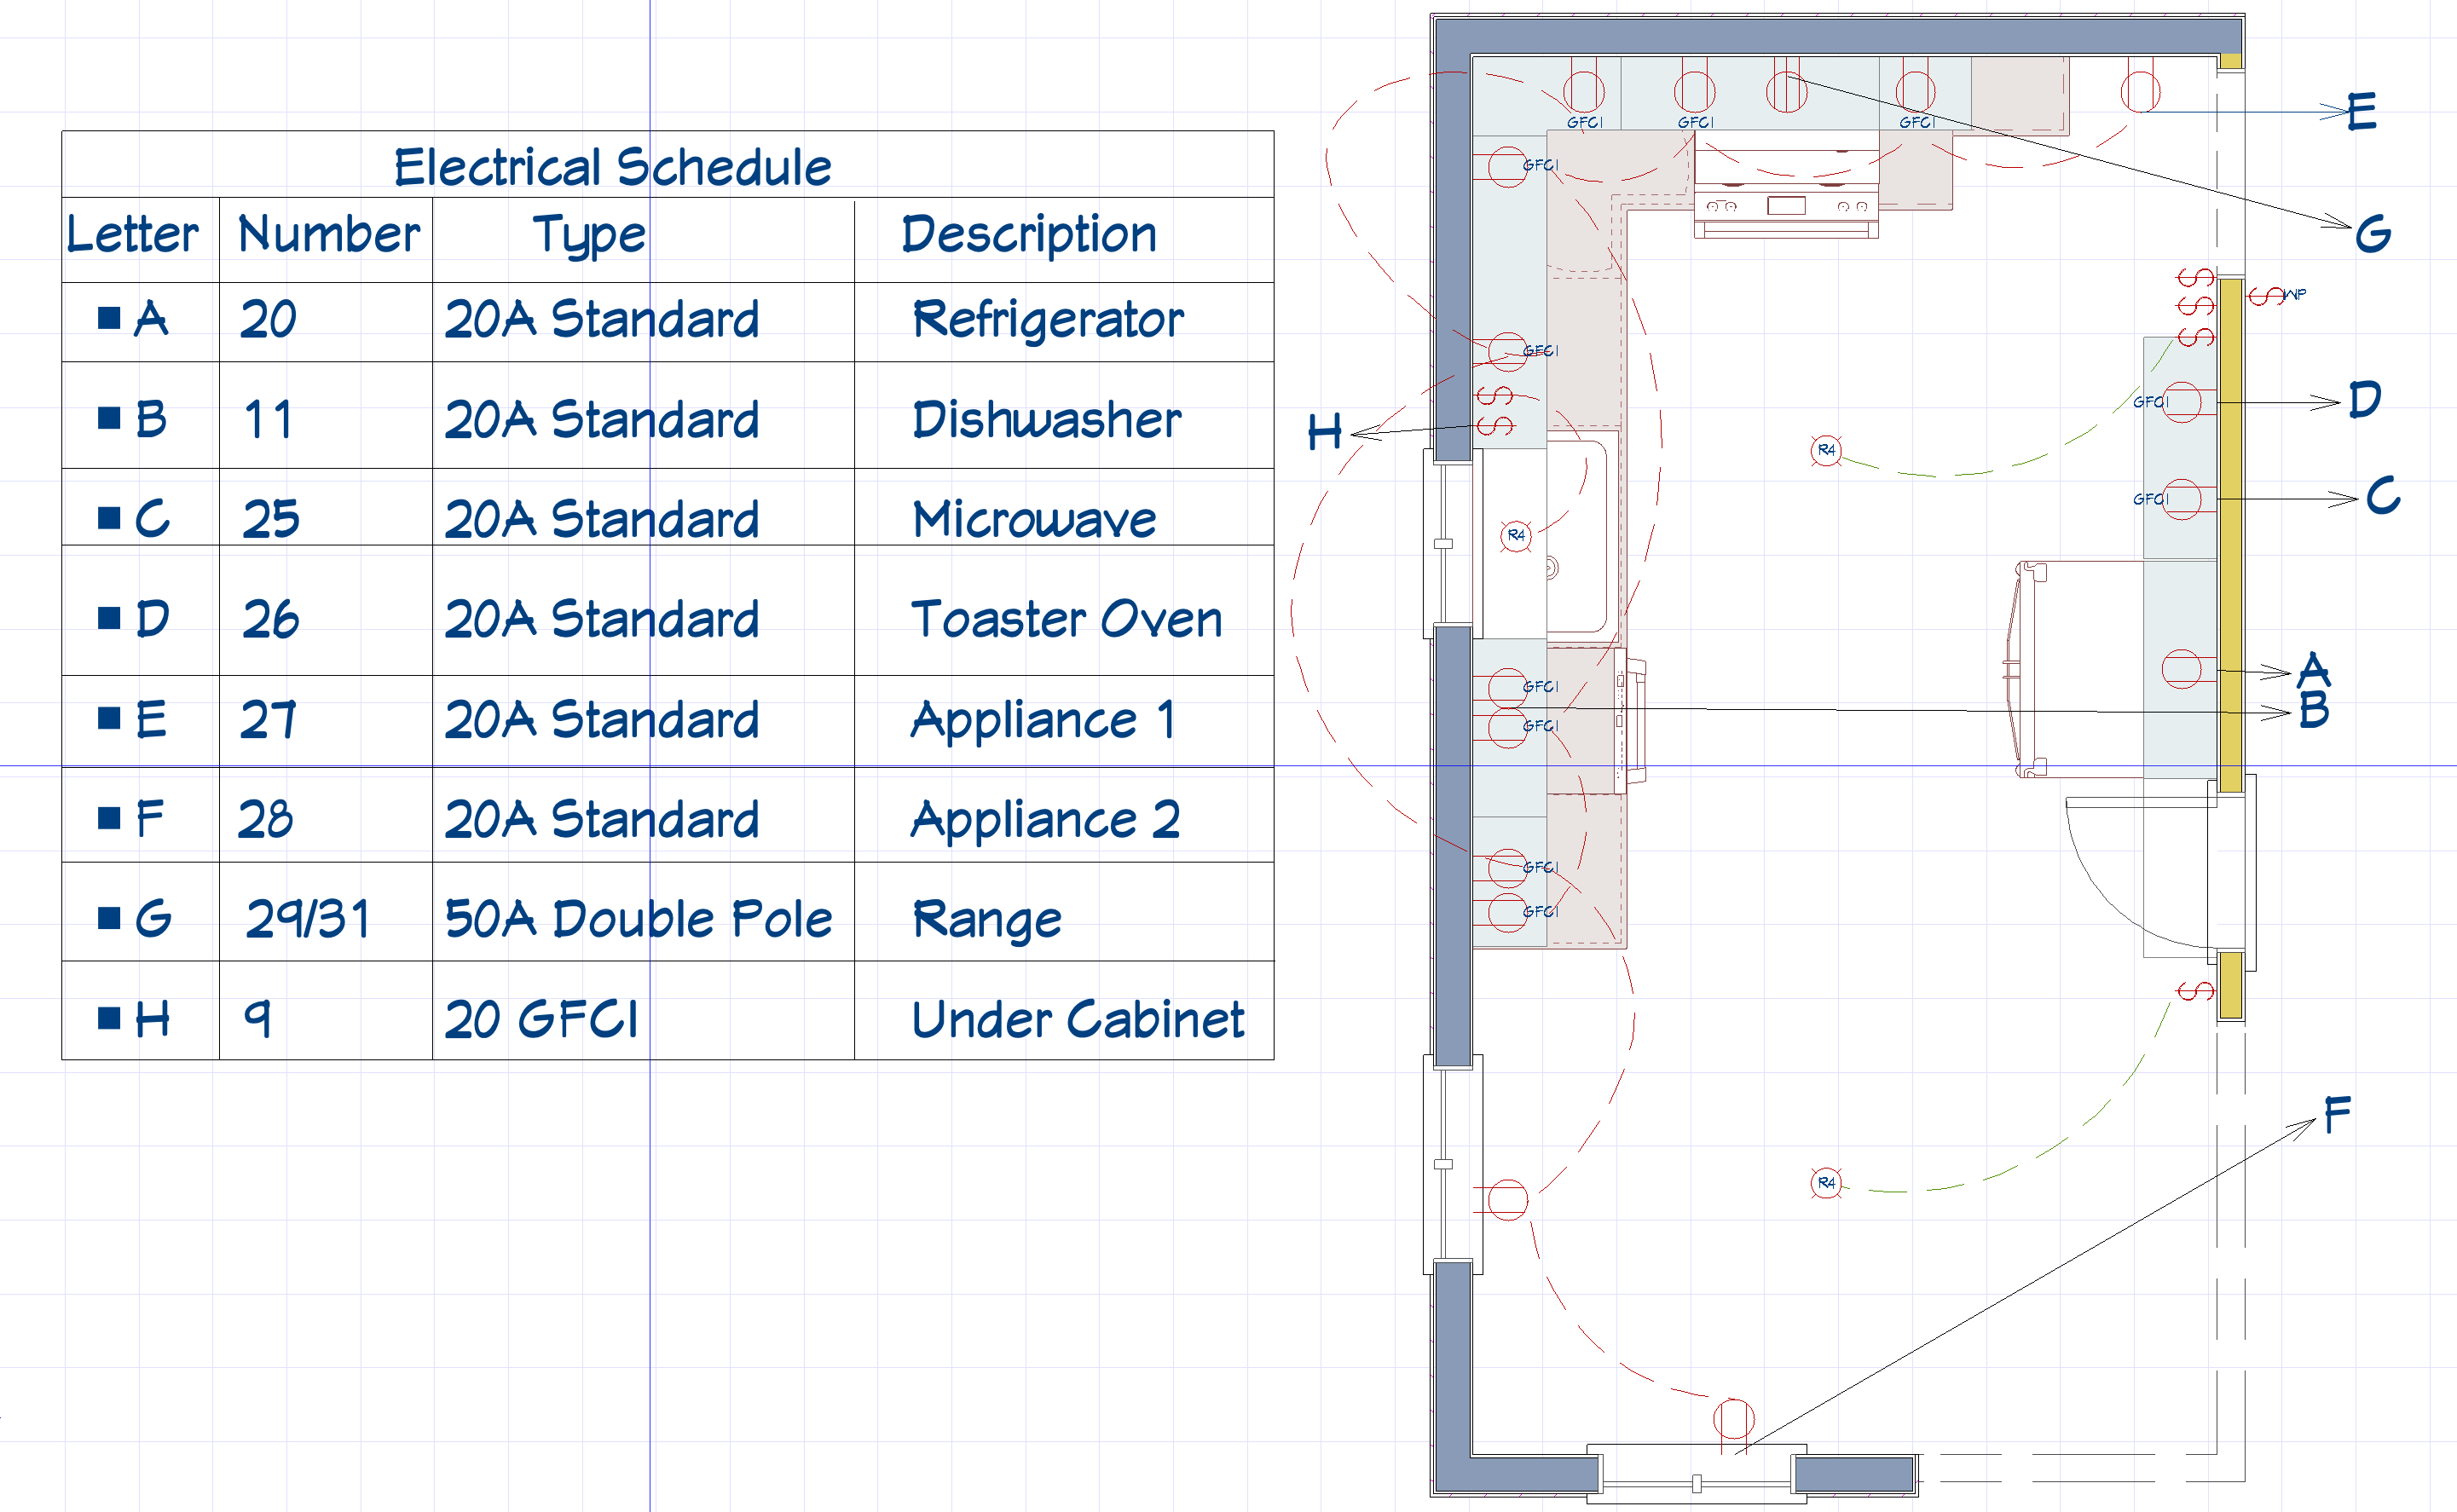 Electrical Schedule
Letter Number Type Description
A 20 20A Standard Refrigerator
B 11 20A Standard Dishwasher
C 25 20A Standard Microwave
D 26 20A Standard Toaster Oven
E 27 20A Standard Appliance 1
F 28 20A Standard Appliance 2
G 29/31 50A Double Pole Range
H 9 20 GFCI Under Cabinet
E
GFCI GFCI GFCI
GFCI
G
S
S
S
S WP
GFCI
S
S
H
GFCI D
R4
GFCI C
R4
A
GFCI
B
GFCI
GFCI
GFCI
S
F
R4